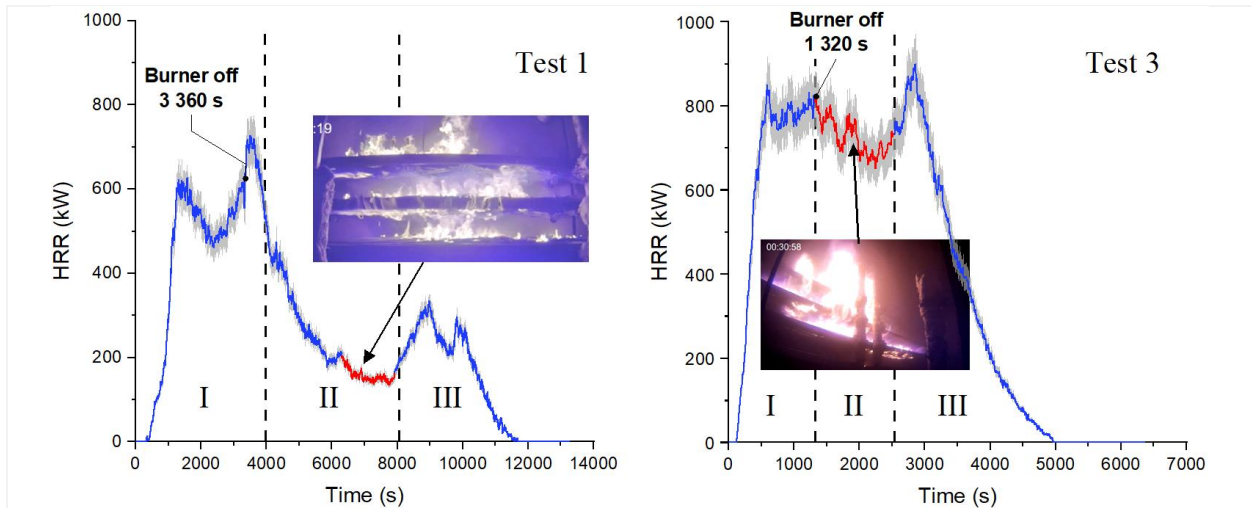 Test 1
Burner off
3 360 s
:19
I
II
III
HRR (kW)
1000
800
600
400
200
0
0 2000 4000 6000 8000 10000 12000 14000
Time (s)
Test 3
Burner off
1 320 s
00:30:58
I
II
III
HRR (kW)
1000
800
600
400
200
0
0 1000 2000 3000 4000 5000 6000 7000
Time (s)